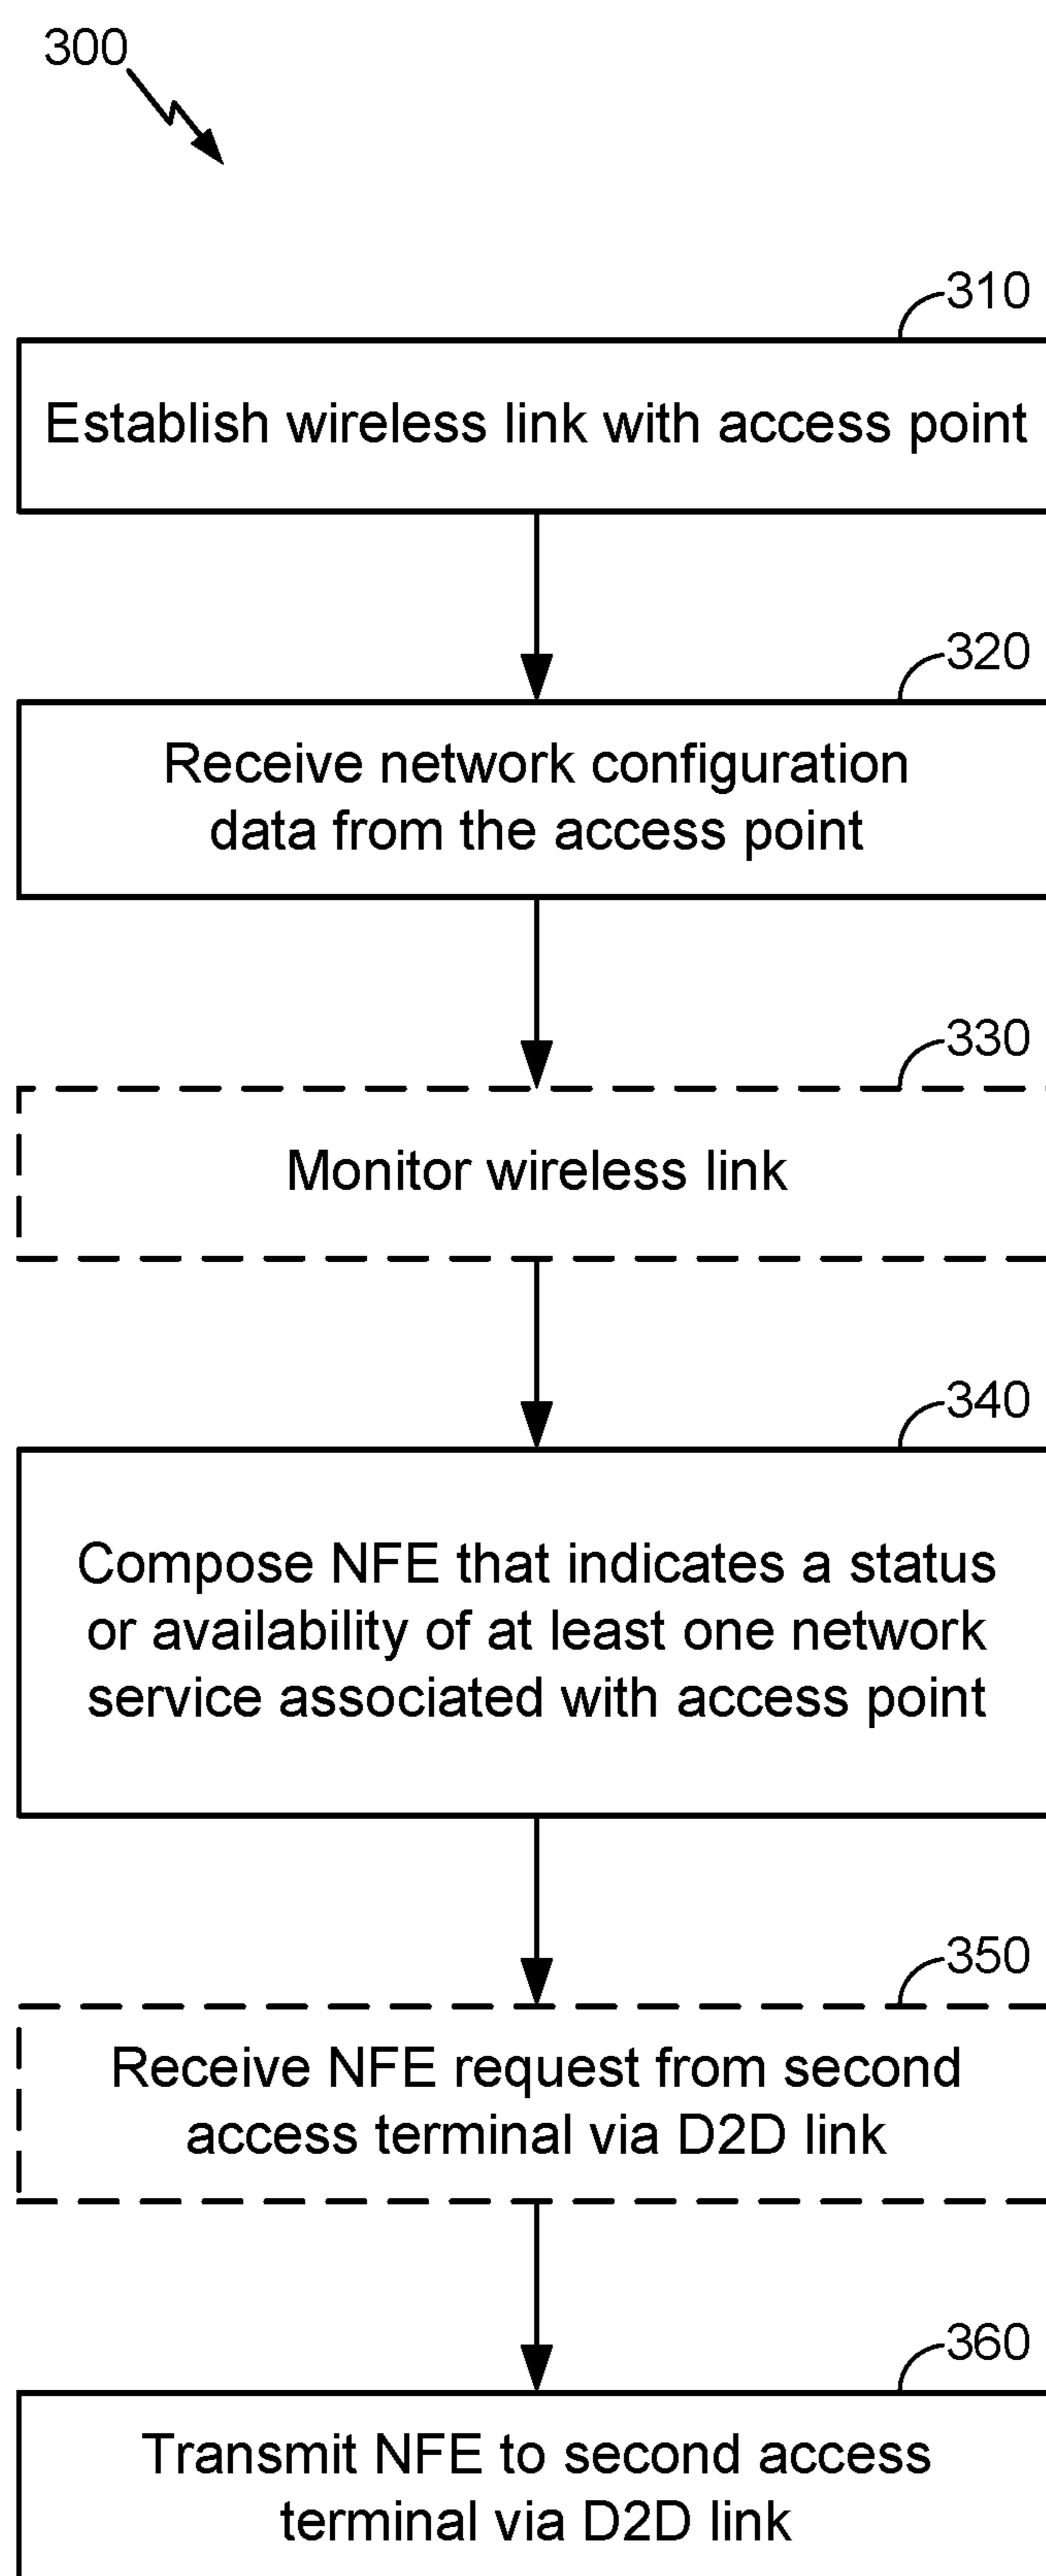 300
310
Establish wireless link with access point
320
Receive network configuration
data from the access point
330
Monitor wireless link
340
Compose NFE that indicates a status
or availability of at least one network
service associated with access point
350
Receive NFE request from second
access terminal via D2D link
360
Transmit NFE to second access
terminal via D2D link